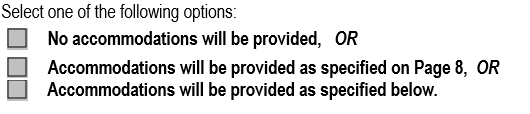 Select one of the following options:
No accommodations will be provided, OR
Accommodations will be provided as specified on Page 8, OR
Accommodations will be provided as specified below.